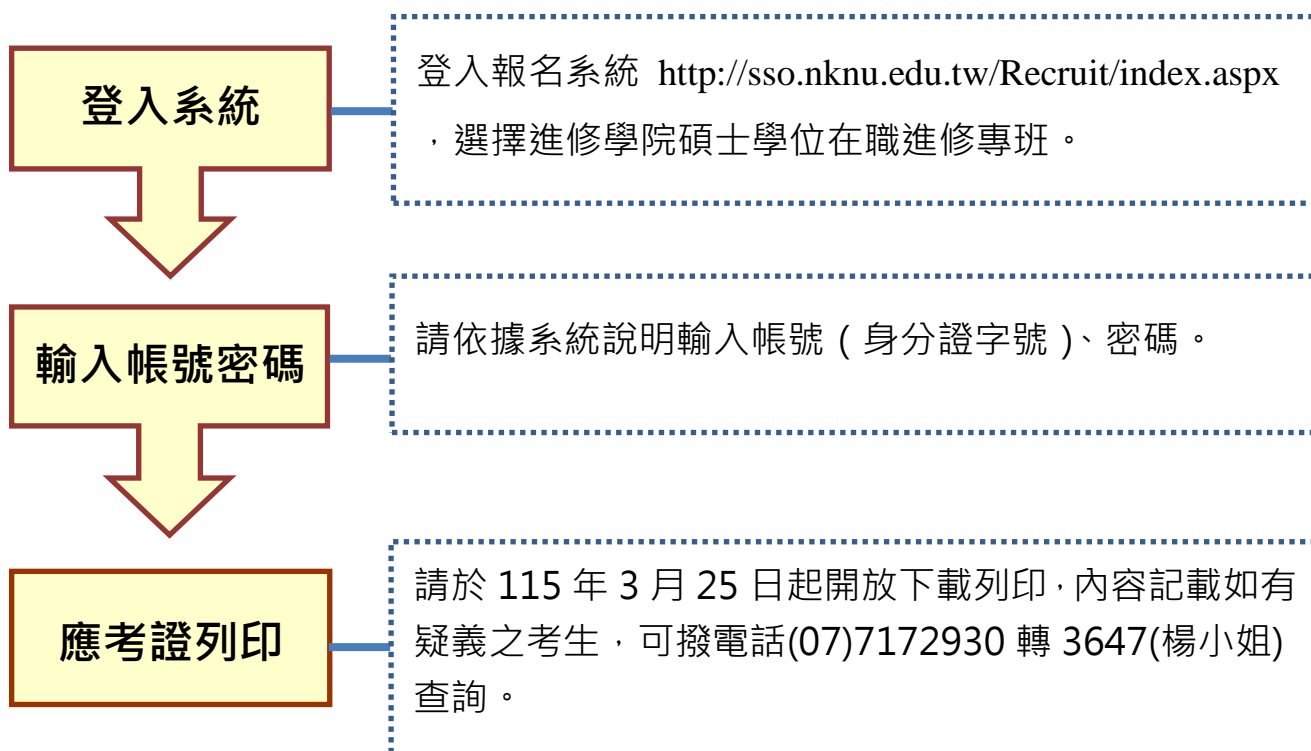 登入系統
登入報名系統 http://sso.nknu.edu.tw/Recruit/index.aspx
，選擇進修學院碩士學位在職進修專班。
輸入帳號密碼
請依據系統說明輸入帳號（身分證字號）、密碼。
應考證列印
請於 115 年 3 月 25 日起開放下載列印，內容記載如有
疑義之考生，可撥電話(07)7172930 轉 3647(楊小姐)
查詢。